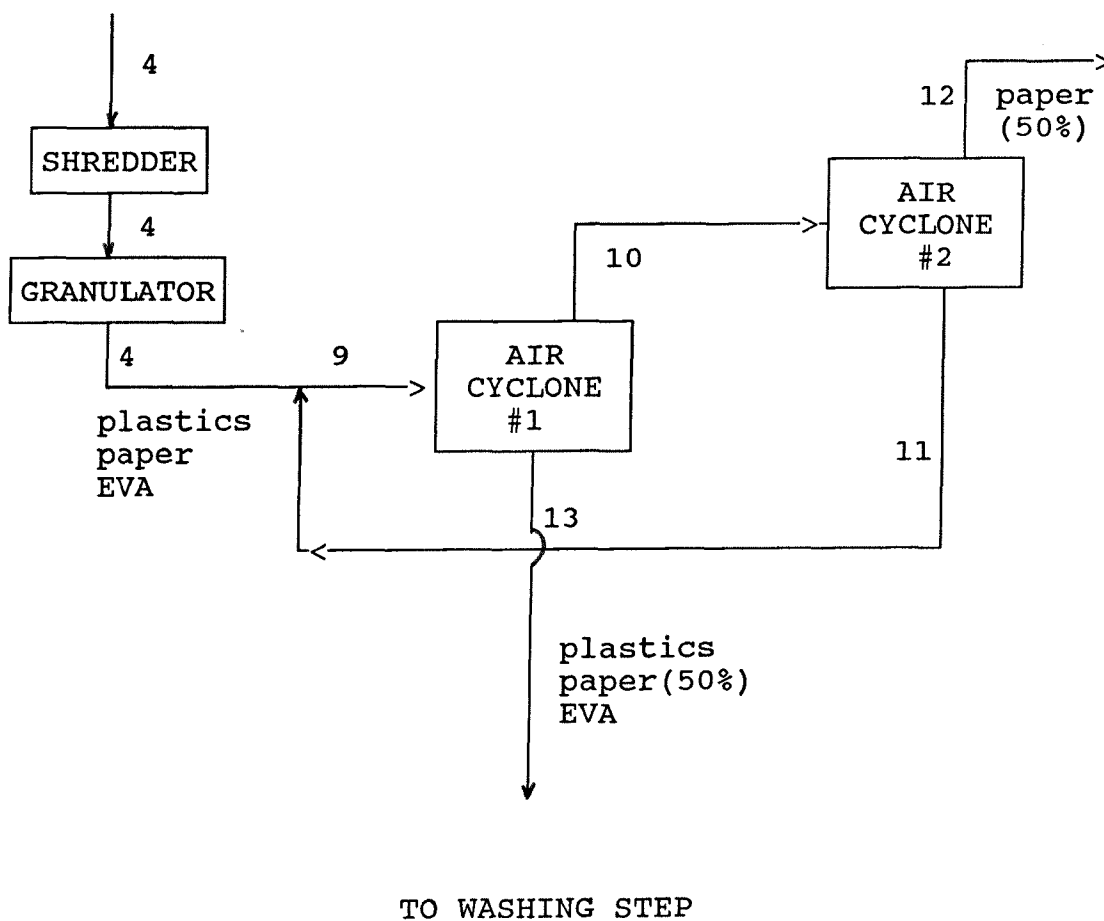 4
SHREDDER
4
GRANULATOR
4
9
plastics
paper
EVA
AIR
CYCLONE
#1
10
AIR
CYCLONE
#2
12
paper
(50%)
11
13
plastics
paper(50%)
EVA
TO WASHING STEP